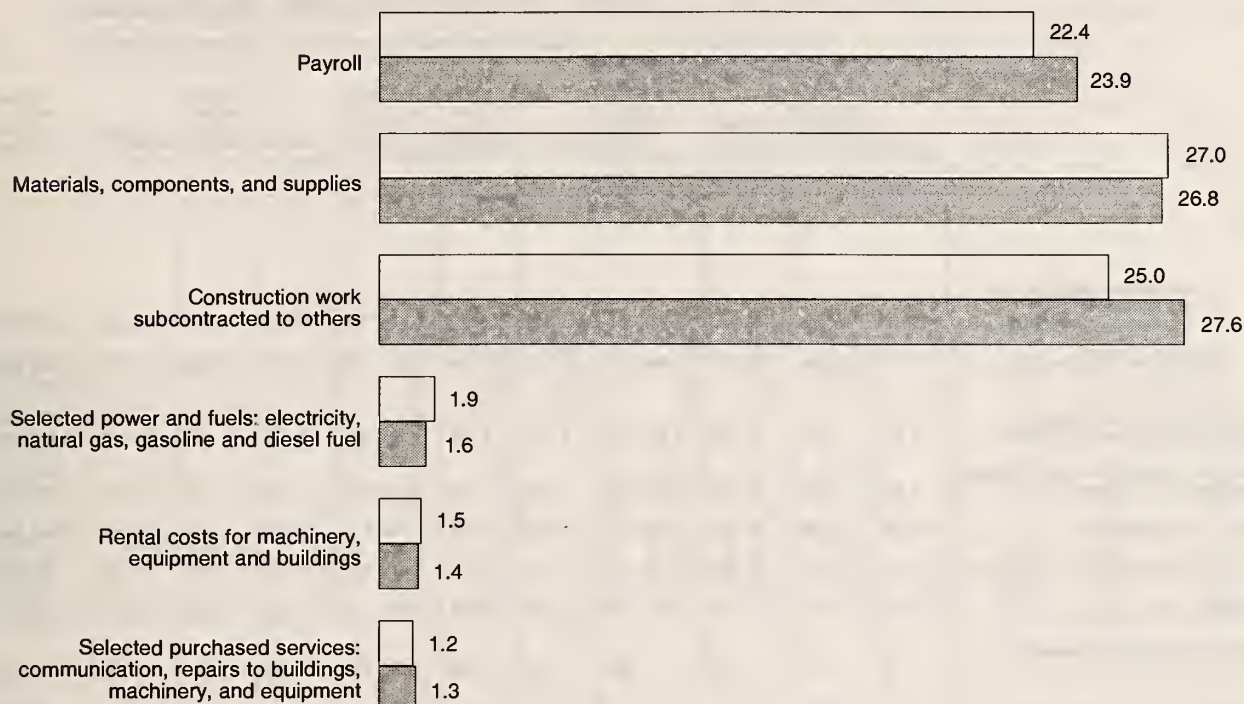 22.4
Payroll
23.9
27.0
Materials, components, and supplies
26.8
25.0
Construction work
subcontracted to others
27.6
1.9
Selected power and fuels: electricity,
natural gas, gasoline and diesel fuel
1.6
1.5
Rental costs for machinery,
equipment and buildings
1.4
1.2
Selected purchased services:
communication, repairs to buildings,
machinery, and equipment
1.3